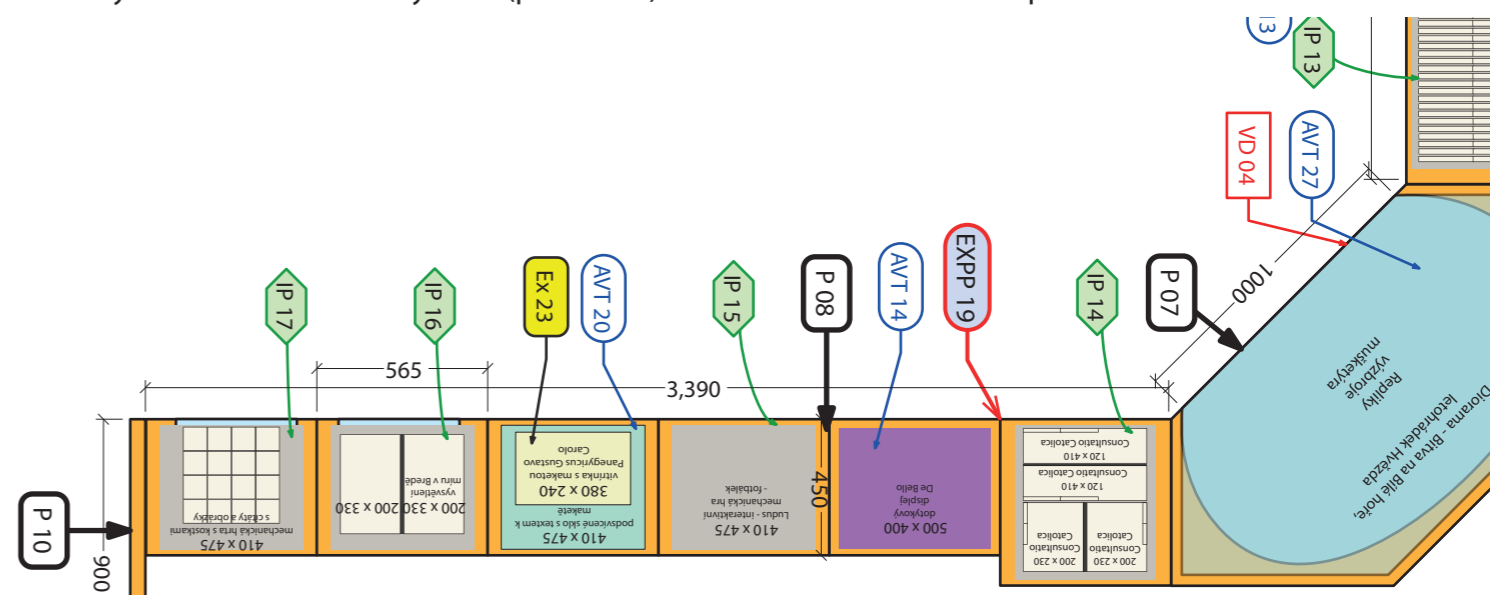 IP 13
VD 04
AVT 27
1000
P 07
IP 14
EXPP 19
AVT 14
P 08
IP 15
AVT 20
Ex 23
IP 16
IP 17
565
3,390
450
900
P 10
410 x 475
mechanická hrta s kostkami
s citáty a obrázky
200 x 330
200 x 330
vysvětlení
míru v Bredě
410 x 475
podsvícené sklo s textem k
maketě
380 x 240
vitrínka s maketou
Panegyricus Gustavo
Carolo
410 x 475
Ludus - interaktivní
mechanická hra
- fotbálek
500 x 400
dotykový
displej
De Bello
200 x 230
Consultatio
Catolica
200 x 230
Consultatio
Catolica
120 x 410
Consultatio Catolica
120 x 410
Consultatio Catolica
Repliky
výzbroje
mušketýra
Diorama - Bitva na Bílé hoře,
letohrádek Hvězda